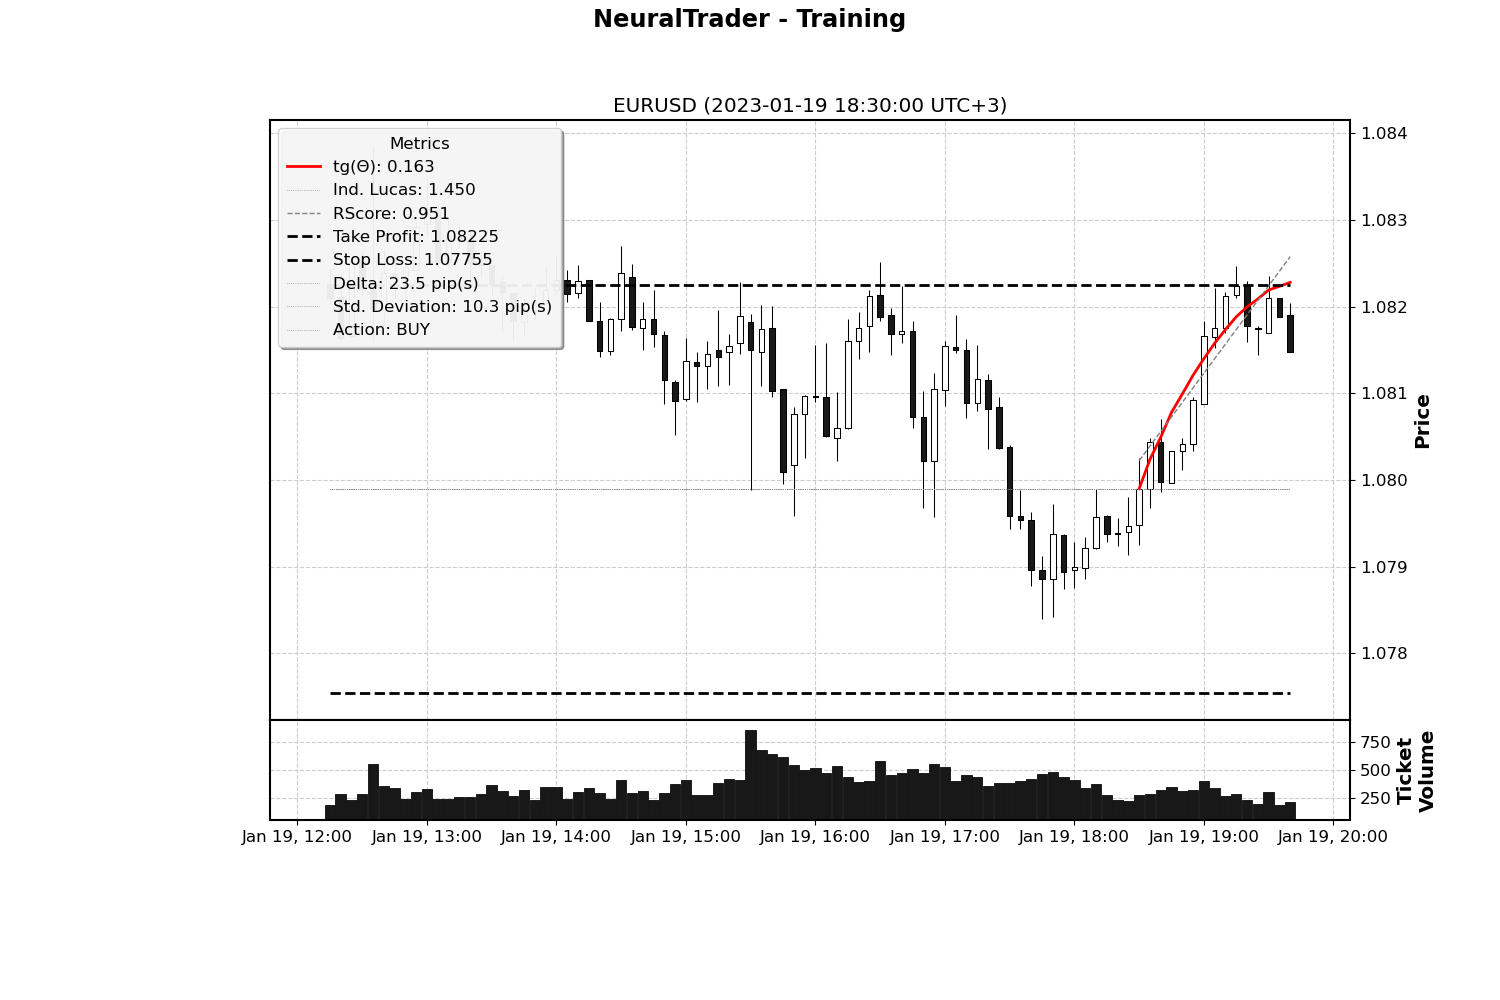 NeuralTrader - Training
EURUSD (2023-01-19 18:30:00 UTC+3)
Metrics
tg(Θ): 0.163
Ind. Lucas: 1.450
RScore: 0.951
Take Profit: 1.08225
Stop Loss: 1.07755
Delta: 23.5 pip(s)
Std. Deviation: 10.3 pip(s)
Action: BUY
1.084
1.083
1.082
1.081
1.080
1.079
1.078
Price
750
500
250
Ticket
Volume
Jan 19, 12:00
Jan 19, 13:00
Jan 19, 14:00
Jan 19, 15:00
Jan 19, 16:00
Jan 19, 17:00
Jan 19, 18:00
Jan 19, 19:00
Jan 19, 20:00